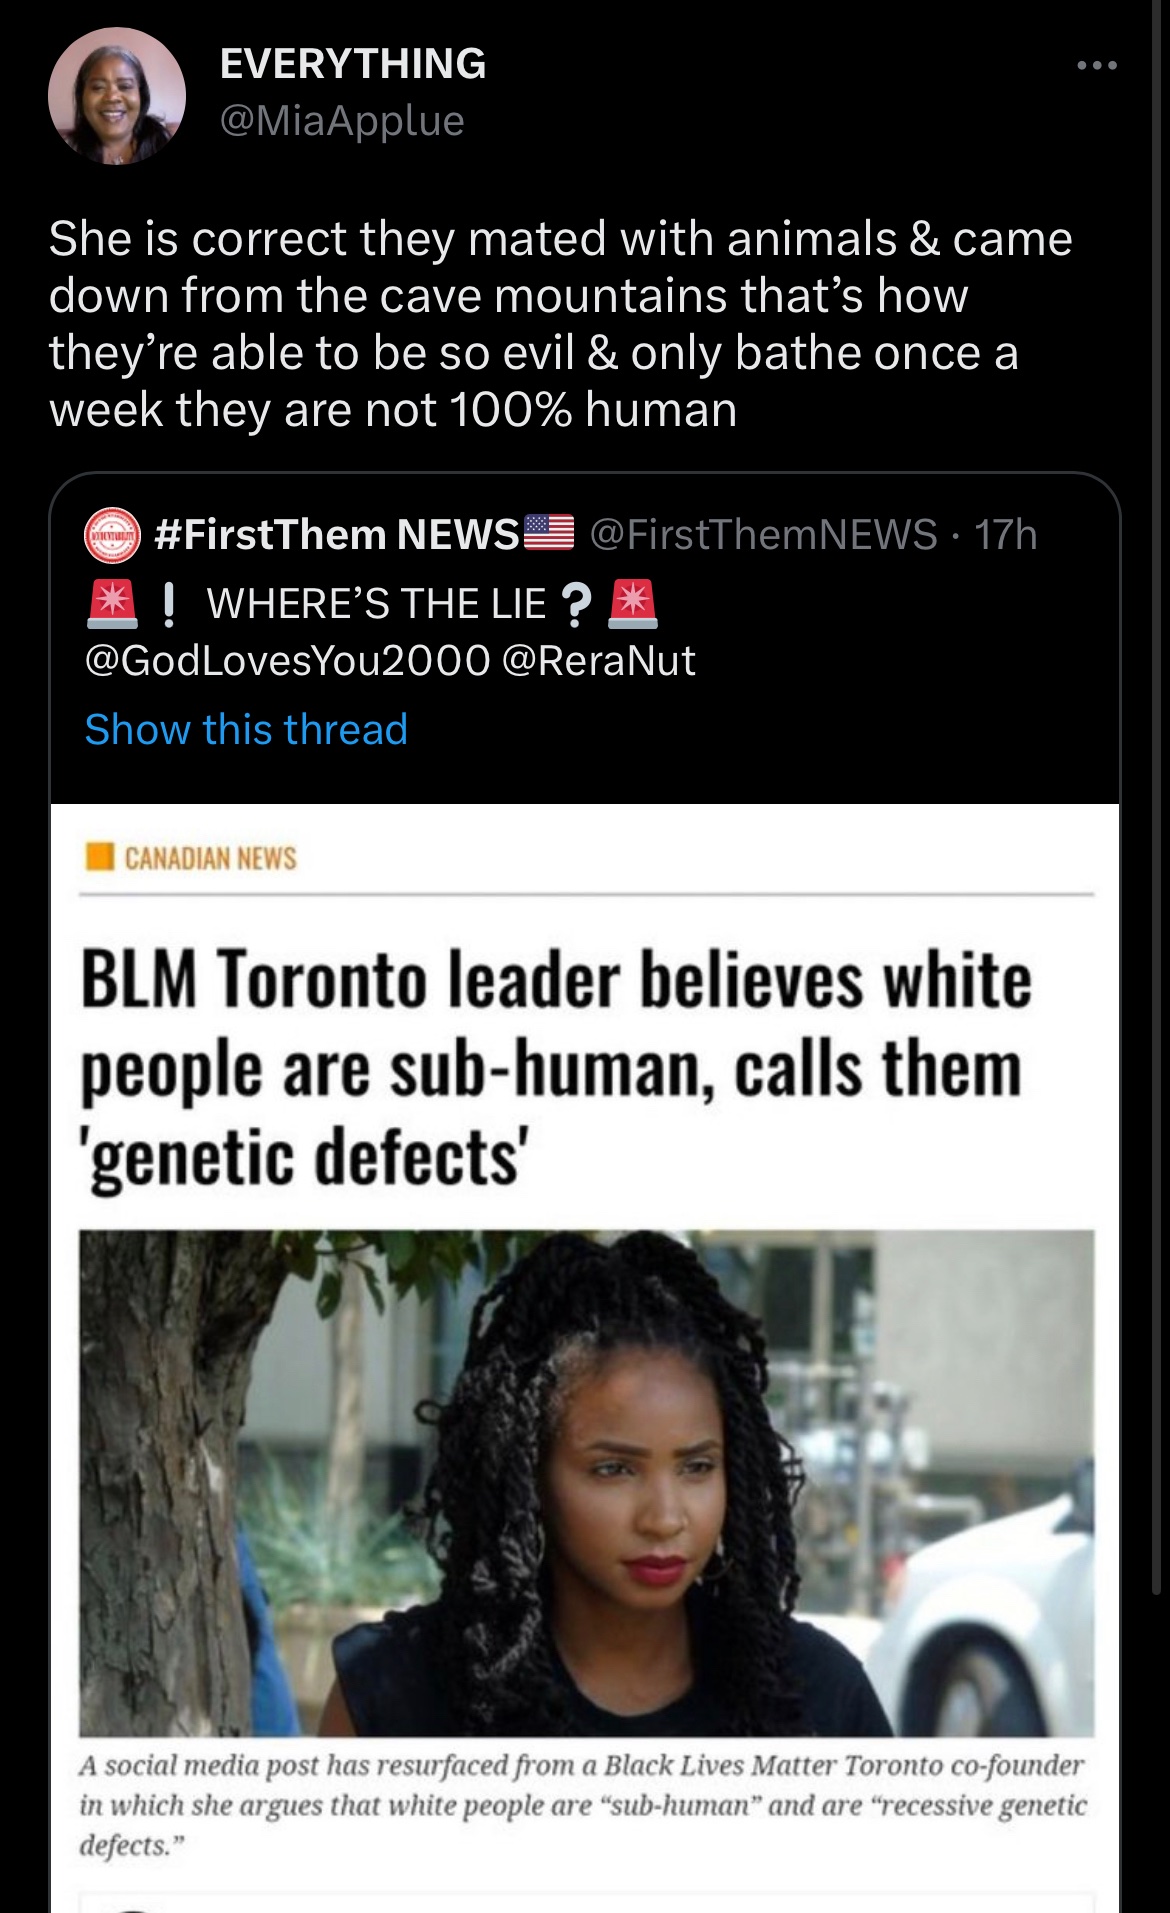 EVERYTHING
@MiaApplue
She is correct they mated with animals & came
down from the cave mountains that’s how
they’re able to be so evil & only bathe once a
week they are not 100% human
ACCOUNTABILITY
#FirstThem NEWS🇺🇸 @FirstThemNEWS · 17h
🚨❕ WHERE’S THE LIE❔🚨
@GodLovesYou2000 @ReraNut
Show this thread
CANADIAN NEWS
BLM Toronto leader believes white
people are sub-human, calls them
'genetic defects'
A social media post has resurfaced from a Black Lives Matter Toronto co-founder
in which she argues that white people are “sub-human” and are “recessive genetic
defects.”